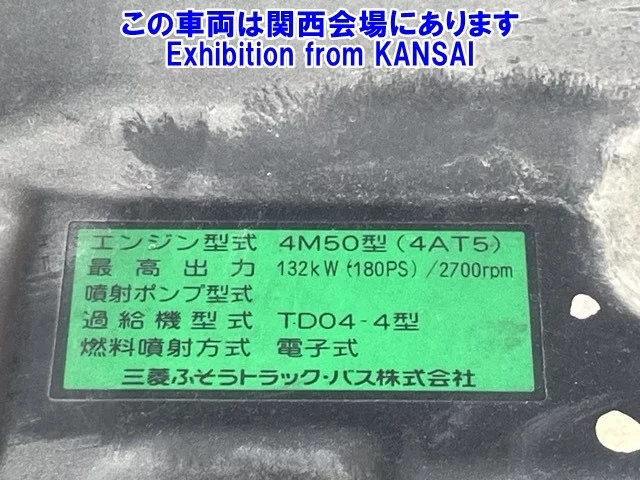 この車両は関西会場にあります
Exhibition from KANSAI
エンジン型式 4M50型 (4AT5)
最高出力 132kW (180PS) /2700rpm
噴射ポンプ型式
過給機型式 TD04-4型
燃料噴射方式 電子式
三菱ふそうトラック・バス株式会社